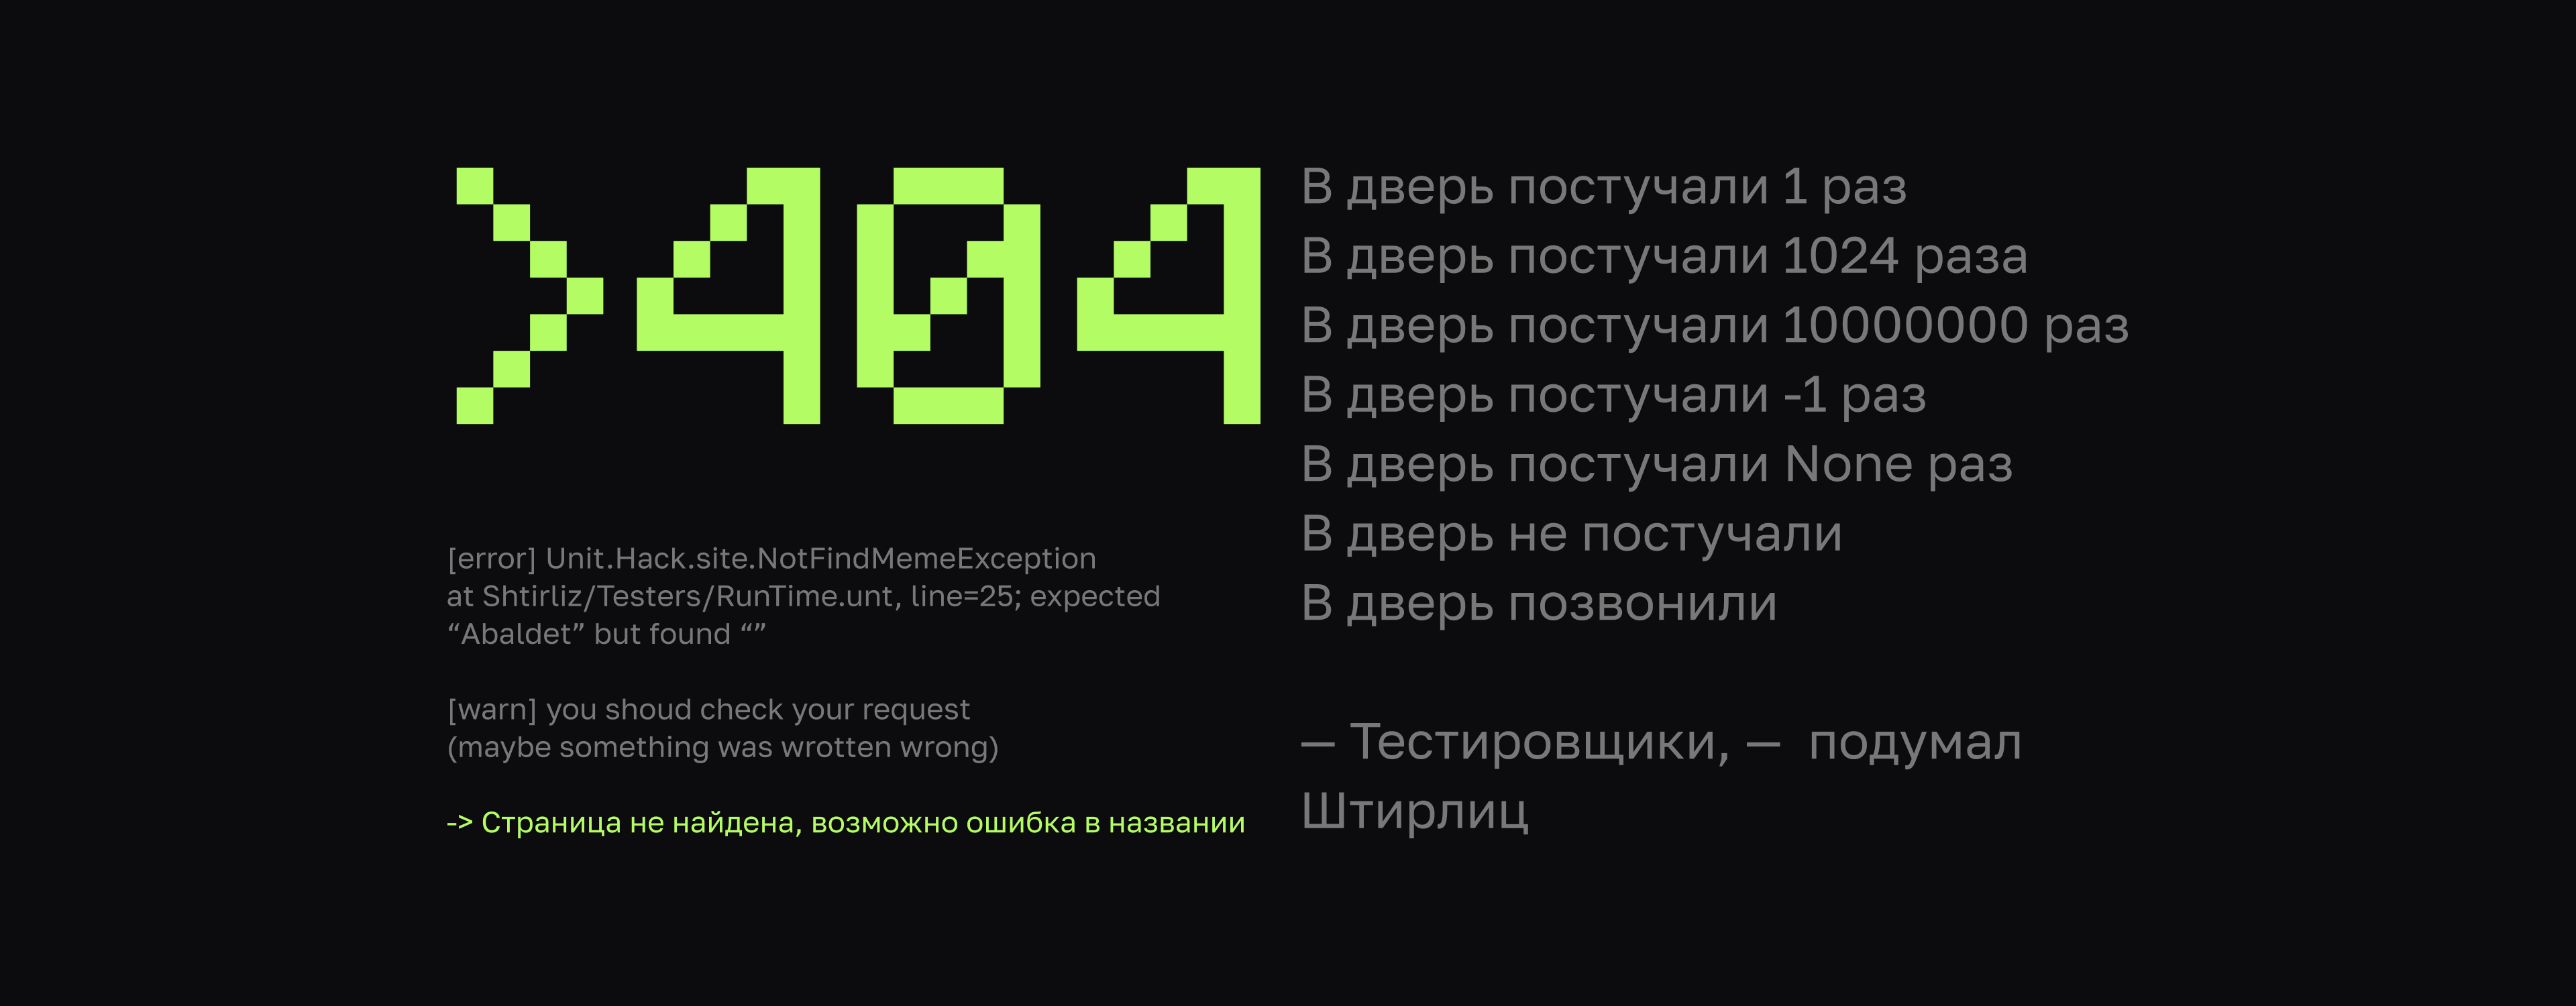 >404
[error] Unit.Hack.site.NotFindMemeException
at Shtirliz/Testers/RunTime.unt, line=25; expected
“Abaldet” but found “”
[warn] you shoud check your request
(maybe something was wrotten wrong)
-> Страница не найдена, возможно ошибка в названии
В дверь постучали 1 раз
В дверь постучали 1024 раза
В дверь постучали 10000000 раз
В дверь постучали -1 раз
В дверь постучали None раз
В дверь не постучали
В дверь позвонили
— Тестировщики, — подумал
Штирлиц